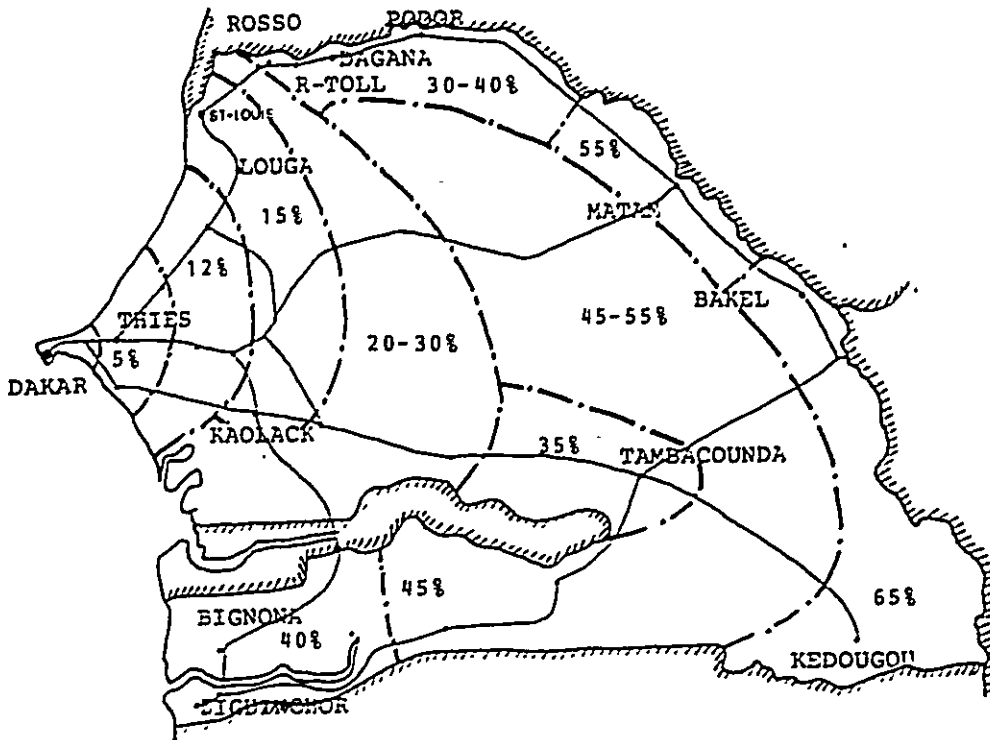 ROSSO
PODOR
DAGANA
R-TOLL
30-40%
ST-LOUIS
55%
LOUGA
MATAM
15%
12%
BAKEL
45-55%
TRIES
20-30%
5%
DAKAR
KAOLACK
35%
TAMBACOUNDA
45%
65%
BIGNONA
40%
KEDOUGOU
ZIGUINCHOR